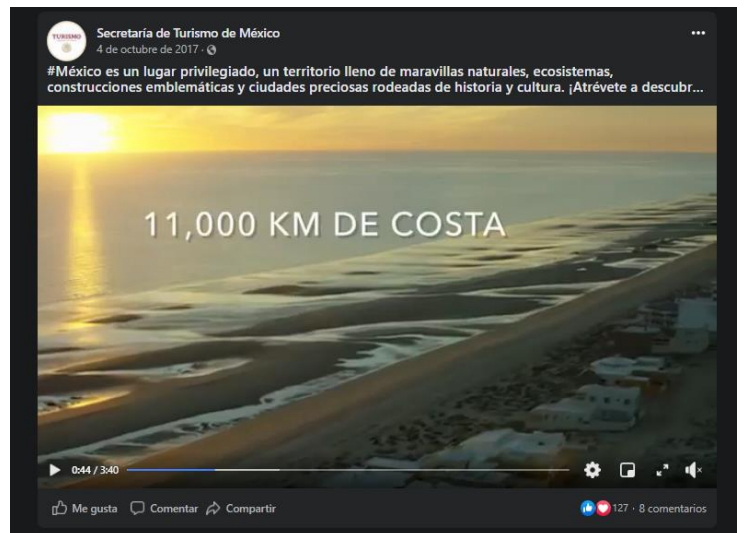 TURISMO
Secretaría de Turismo de México
4 de octubre de 2017 ·
#México es un lugar privilegiado, un territorio lleno de maravillas naturales, ecosistemas,
construcciones emblemáticas y ciudades preciosas rodeadas de historia y cultura. ¡Atrévete a descubr...
11,000 KM DE COSTA
0:44 / 3:40
Me gusta Comentar Compartir 127 · 8 comentarios